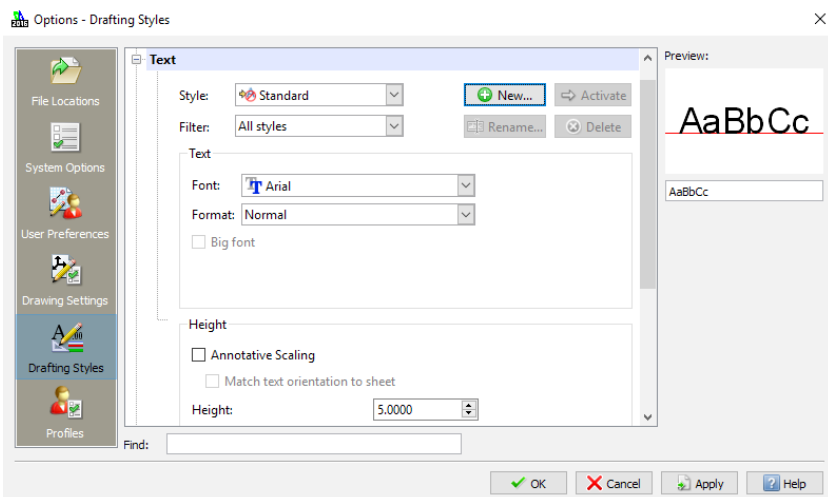 2016 Options - Drafting Styles
Text
Preview:
File Locations
System Options
User Preferences
Drawing Settings
Drafting Styles
Profiles
Style: Standard New... Activate
Filter: All styles Rename... Delete
Text
Font: Arial
Format: Normal
Big font
Height
Annotative Scaling
Match text orientation to sheet
Height: 5.0000
AaBbCc
AaBbCc
Find:
OK Cancel Apply Help